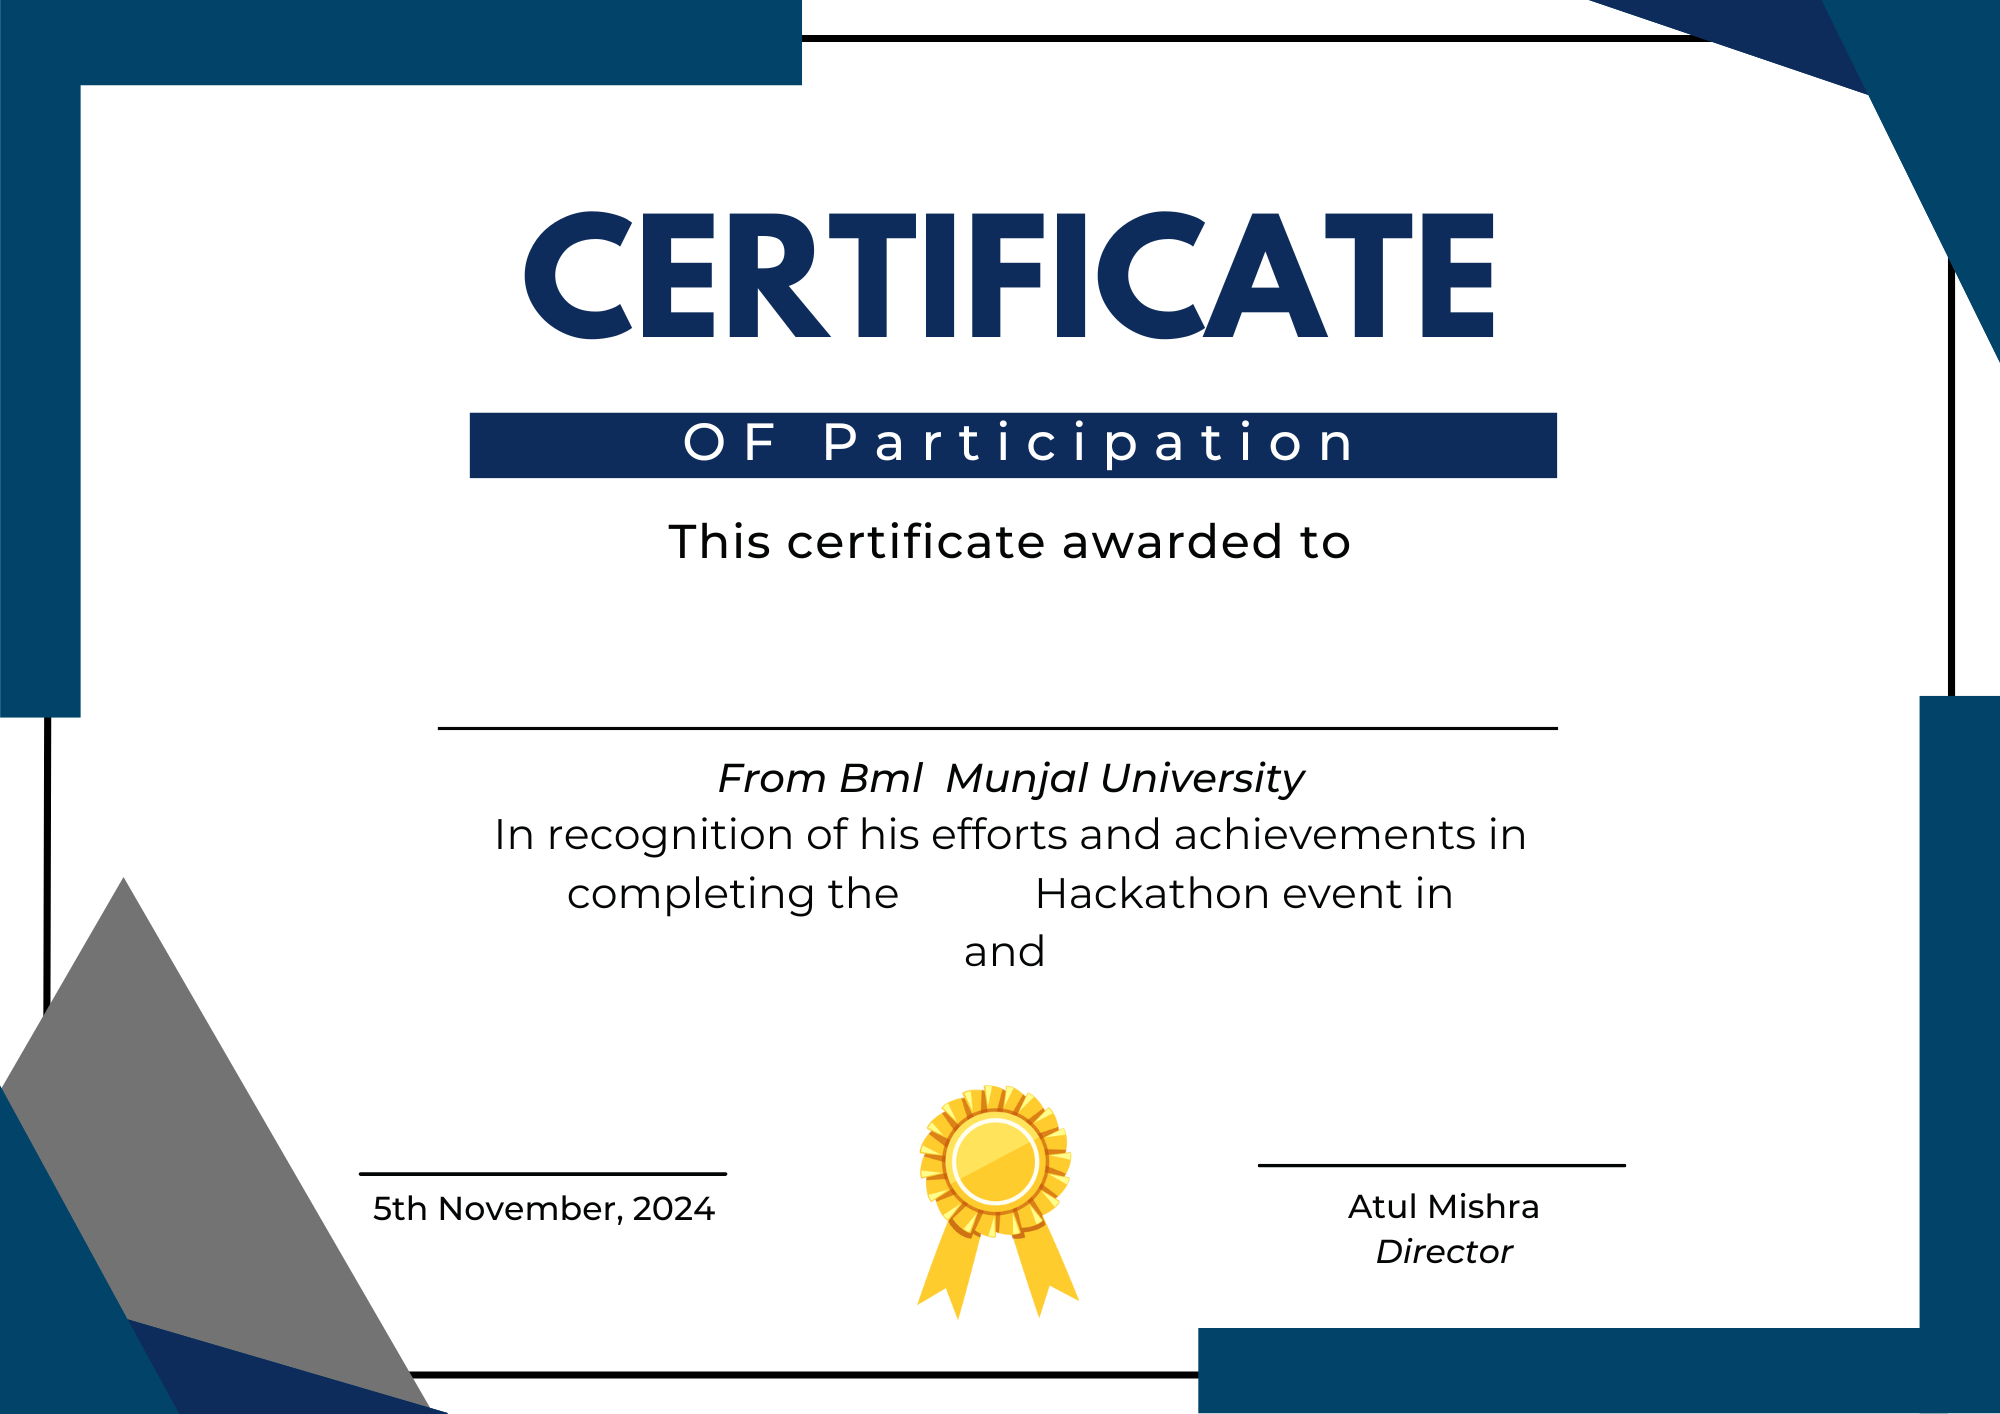 CERTIFICATE
OF Participation
This certificate awarded to
From Bml  Munjal University
In recognition of his efforts and achievements in
completing the Hackathon event in
and
5th November, 2024
Atul Mishra
Director